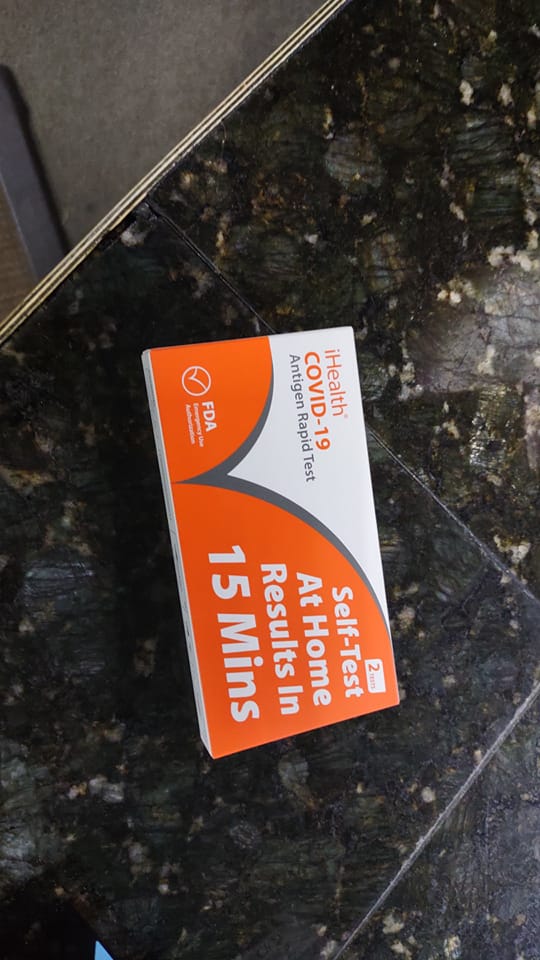 iHealth®
COVID-19
Antigen Rapid Test
FDA
Emergency Use
Authorization
2 TESTS
Self-Test
At Home
Results In
15 Mins